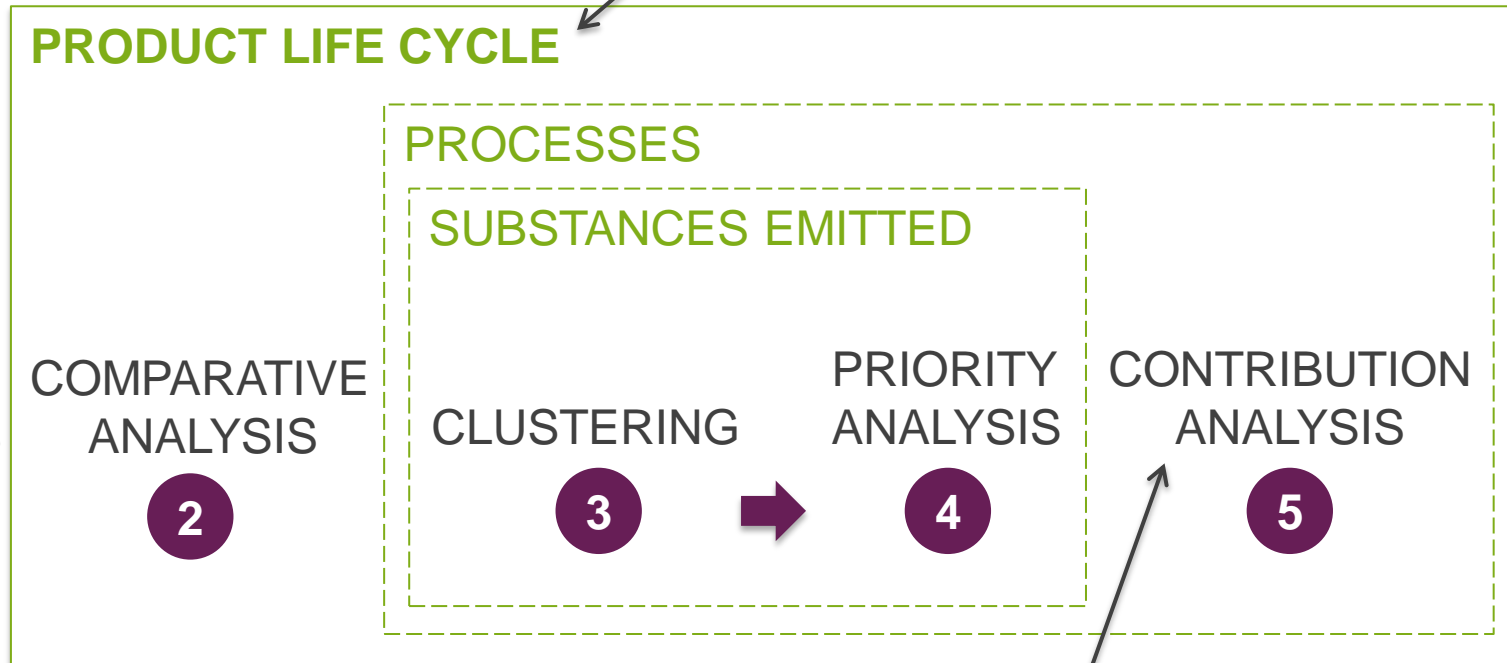 PRODUCT LIFE CYCLE
PROCESSES
SUBSTANCES EMITTED
COMPARATIVE
ANALYSIS
2
CLUSTERING
3
PRIORITY
ANALYSIS
4
CONTRIBUTION
ANALYSIS
5